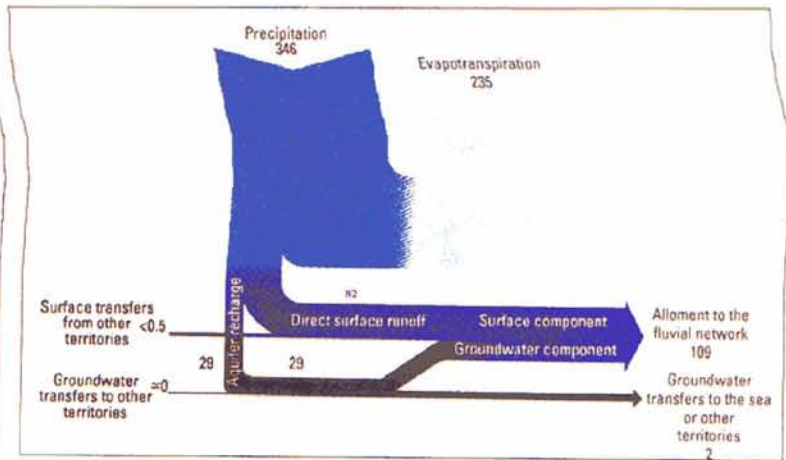 Precipitation
346
Evapotranspiration
235
Aquifer recharge
82
Direct surface runoff
Surface component
Groundwater component
Surface transfers
from other <0.5
territories
29
29
Groundwater ≃0
transfers to other
territories
Alloment to the
fluvial network
109
Groundwater
transfers to the sea
or other
territories
2